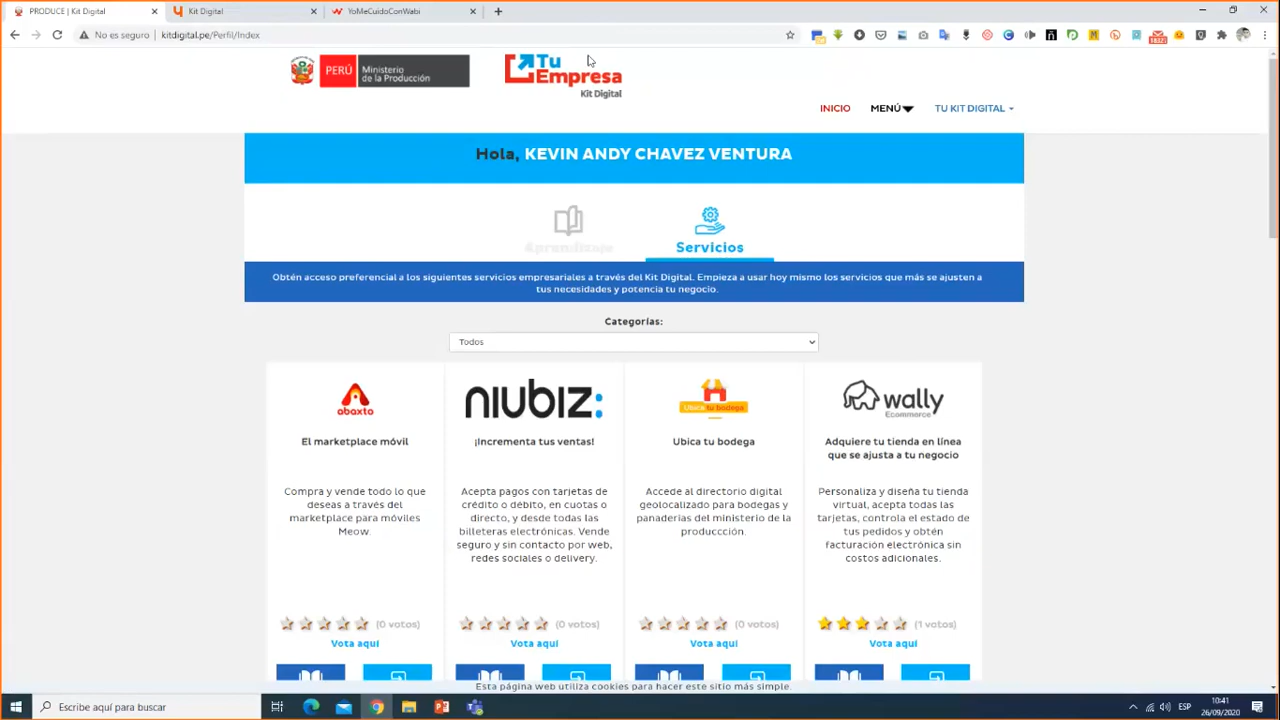 PRODUCE | Kit Digital
Kit Digital
YoMeCuidoConWabi
No es seguro | kitdigital.pe/Perfil/Index
PERÚ Ministerio de la Producción
Tu Empresa
Kit Digital
INICIO MENÚ TU KIT DIGITAL
Hola, KEVIN ANDY CHAVEZ VENTURA
Aprendizaje
Servicios
Obtén acceso preferencial a los siguientes servicios empresariales a través del Kit Digital. Empieza a usar hoy mismo los servicios que más se ajusten a
tus necesidades y potencia tu negocio.
Categorías:
Todos
abaxto
El marketplace móvil
Compra y vende todo lo que
deseas a través del
marketplace para móviles
Meow.
(0 votos)
Vota aquí
niubiz:
¡Incrementa tus ventas!
Acepta pagos con tarjetas de
crédito o débito, en cuotas o
directo, y desde todas las
billeteras electrónicas. Vende
seguro y sin contacto por web,
redes sociales o delivery.
(0 votos)
Vota aquí
Ubica tu bodega
Ubica tu bodega
Accede al directorio digital
geolocalizado para bodegas y
panaderías del ministerio de la
produccción.
(0 votos)
Vota aquí
wally
Ecommerce
Adquiere tu tienda en línea
que se ajusta a tu negocio
Personaliza y diseña tu tienda
virtual, acepta todas las
tarjetas, controla el estado de
tus pedidos y obtén
facturación electrónica sin
costos adicionales.
(1 votos)
Vota aquí
Esta página web utiliza cookies para hacer este sitio más simple.
Escribe aquí para buscar
ESP
10:41
26/09/2020